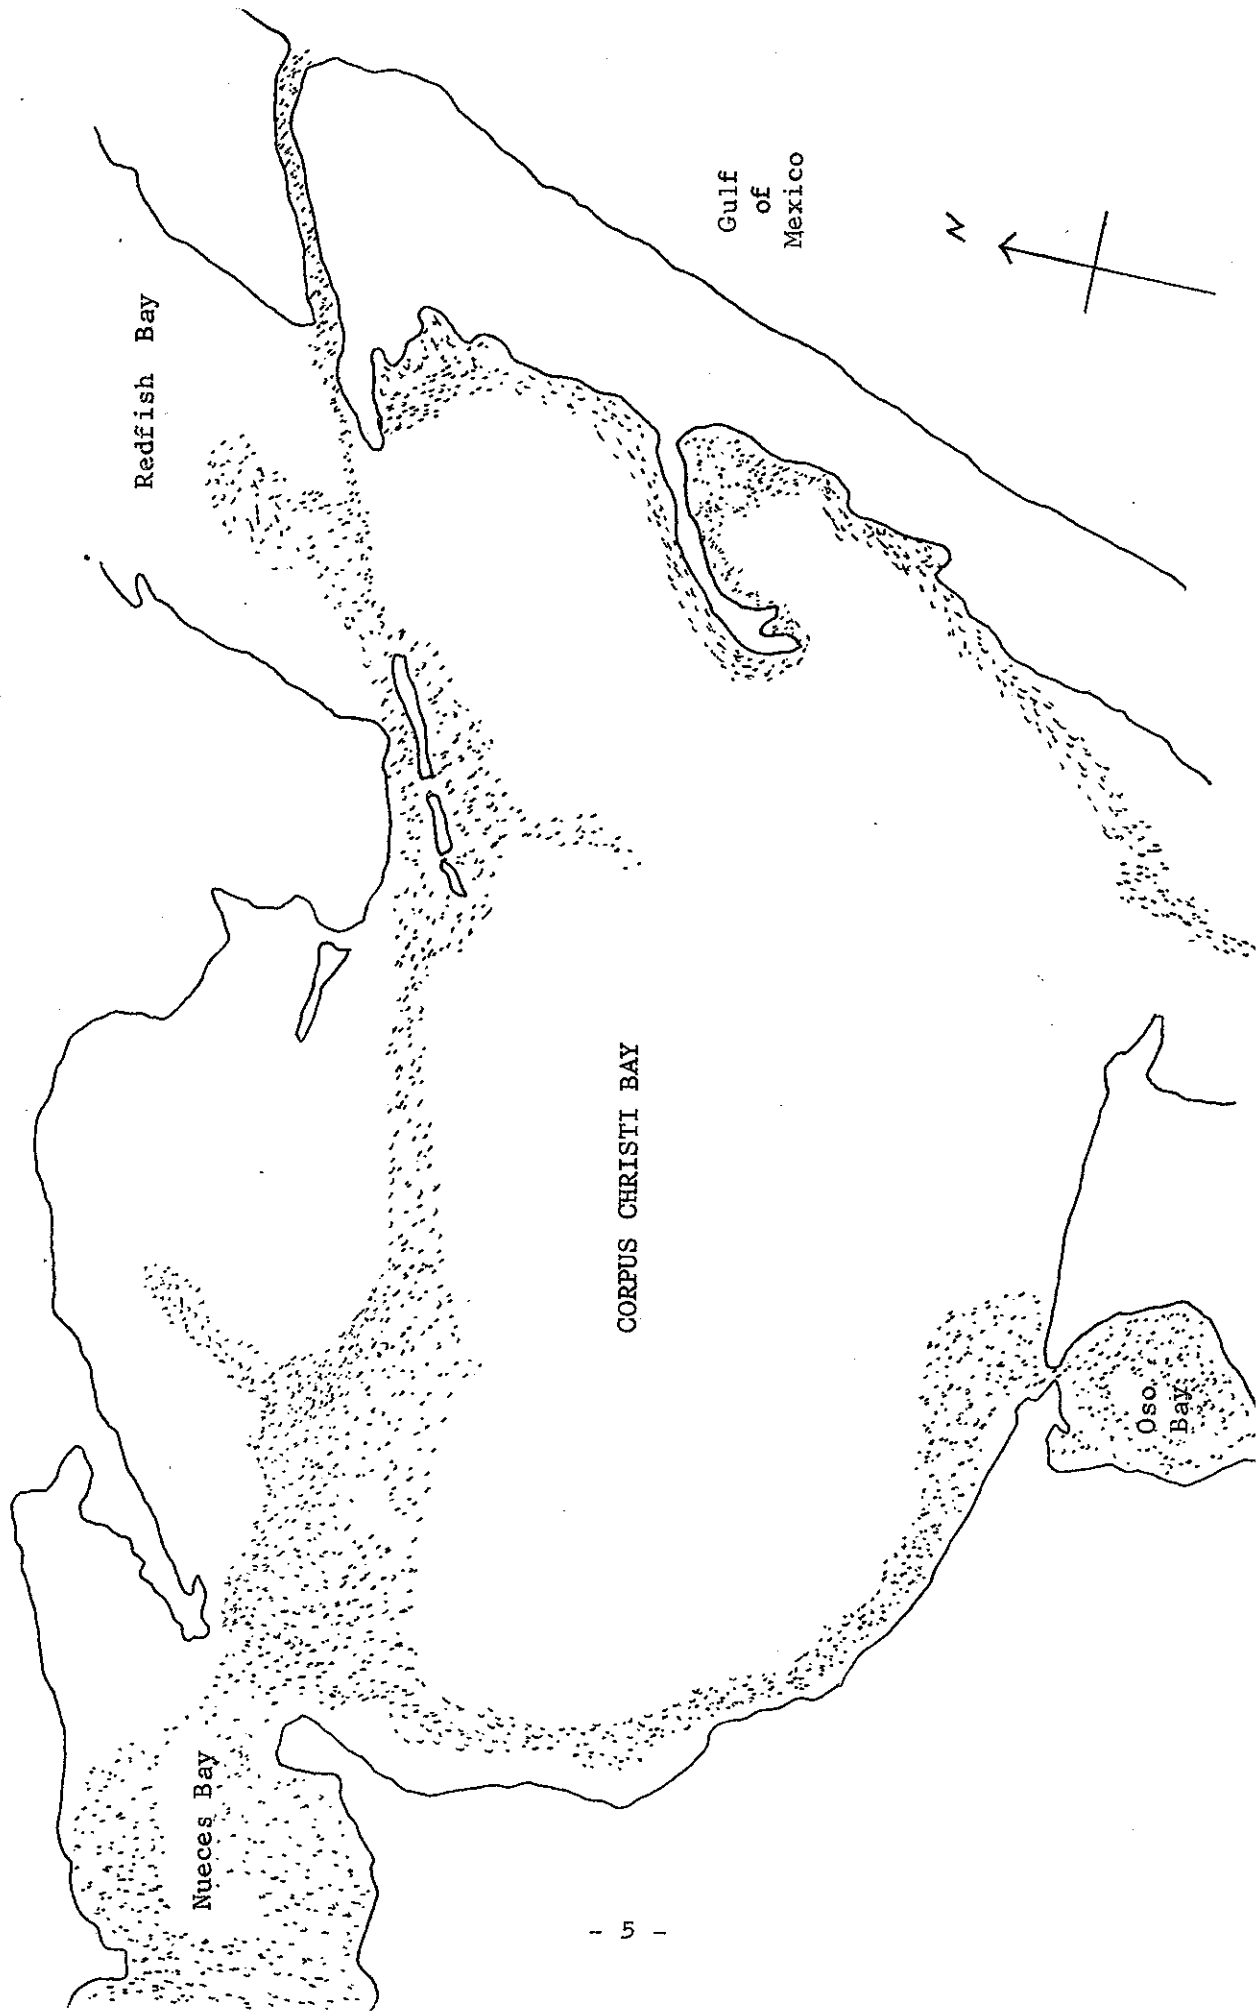 Redfish Bay
Gulf
of
Mexico
N
CORPUS CHRISTI BAY
Nueces Bay
Oso
Bay
- 5 -